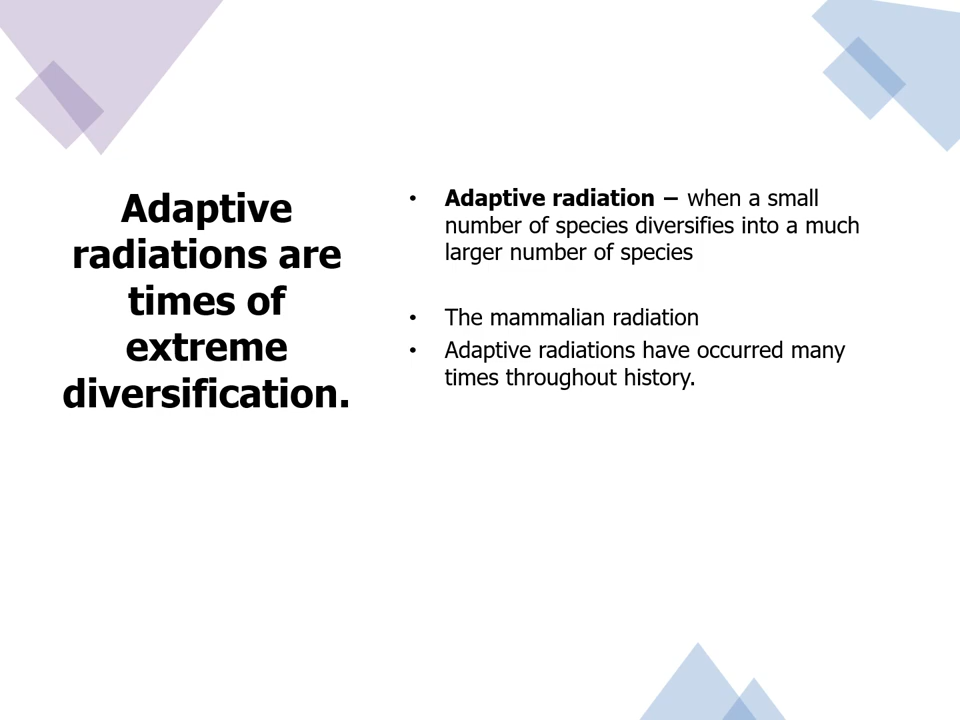 Adaptive
radiations are
times of
extreme
diversification.
• Adaptive radiation – when a small
number of species diversifies into a much
larger number of species
• The mammalian radiation
• Adaptive radiations have occurred many
times throughout history.